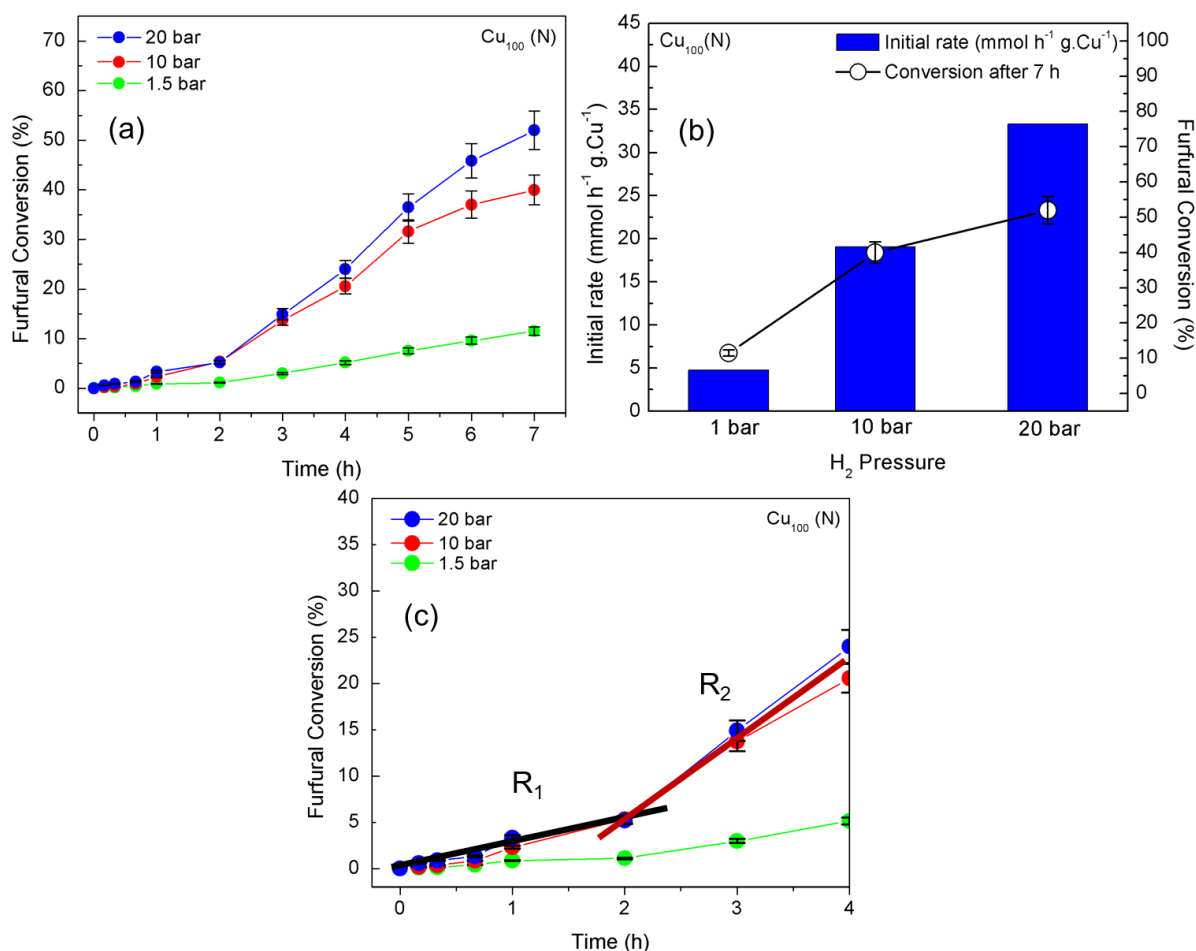 20 bar
10 bar
1.5 bar
Cu₁₀₀ (N)
(a)
Furfural Conversion (%)
70
60
50
40
30
20
10
0
0 1 2 3 4 5 6 7
Time (h)
Cu₁₀₀(N)
Initial rate (mmol h⁻¹ g.Cu⁻¹)
Conversion after 7 h
(b)
Initial rate (mmol h⁻¹ g.Cu⁻¹)
45
40
35
30
25
20
15
10
5
0
100
90
80
70
60
50
40
30
20
10
0
Furfural Conversion (%)
1 bar 10 bar 20 bar
H₂ Pressure
20 bar
10 bar
1.5 bar
Cu₁₀₀ (N)
(c)
Furfural Conversion (%)
40
35
30
25
20
15
10
5
0
R₁
R₂
0 1 2 3 4
Time (h)